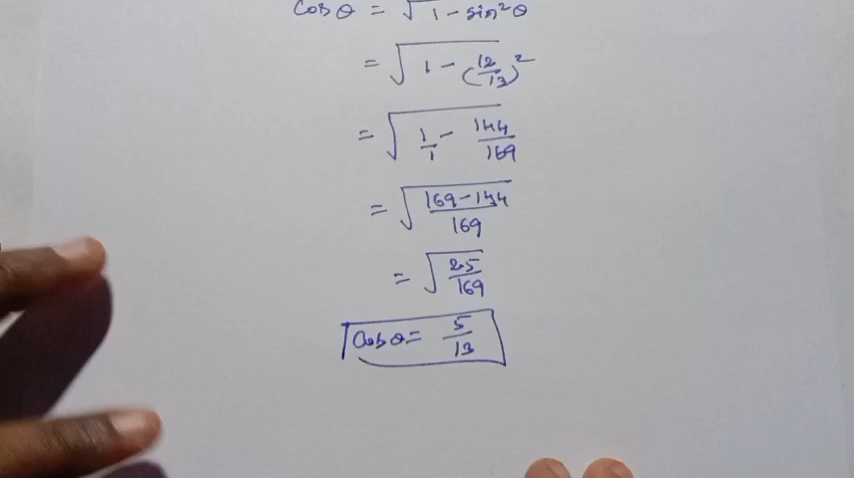 Cos θ = √1 - sin²θ
= √1 - (12/13)²
= √1/1 - 144/169
= √169-144/169
= √25/169
Cos θ = 5/13